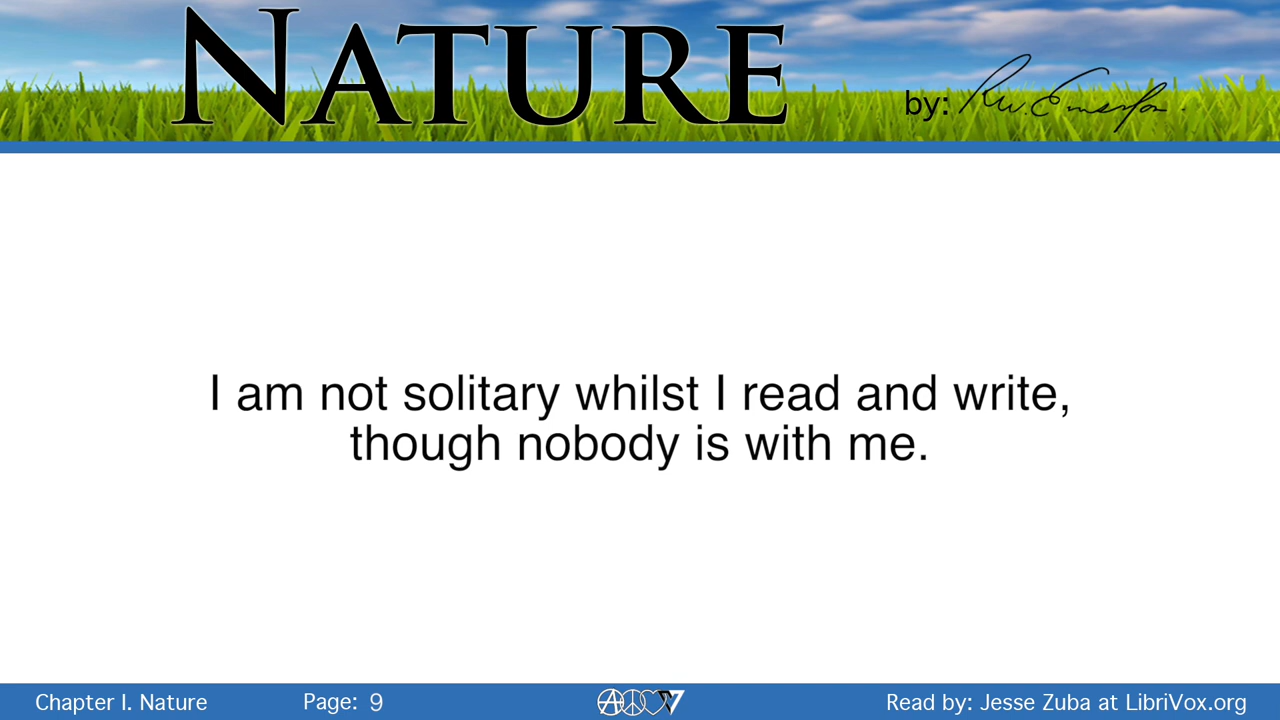 NATURE
by: R.W. Emerson.
I am not solitary whilst I read and write,
though nobody is with me.
Chapter I. Nature
Page: 9
Read by: Jesse Zuba at LibriVox.org